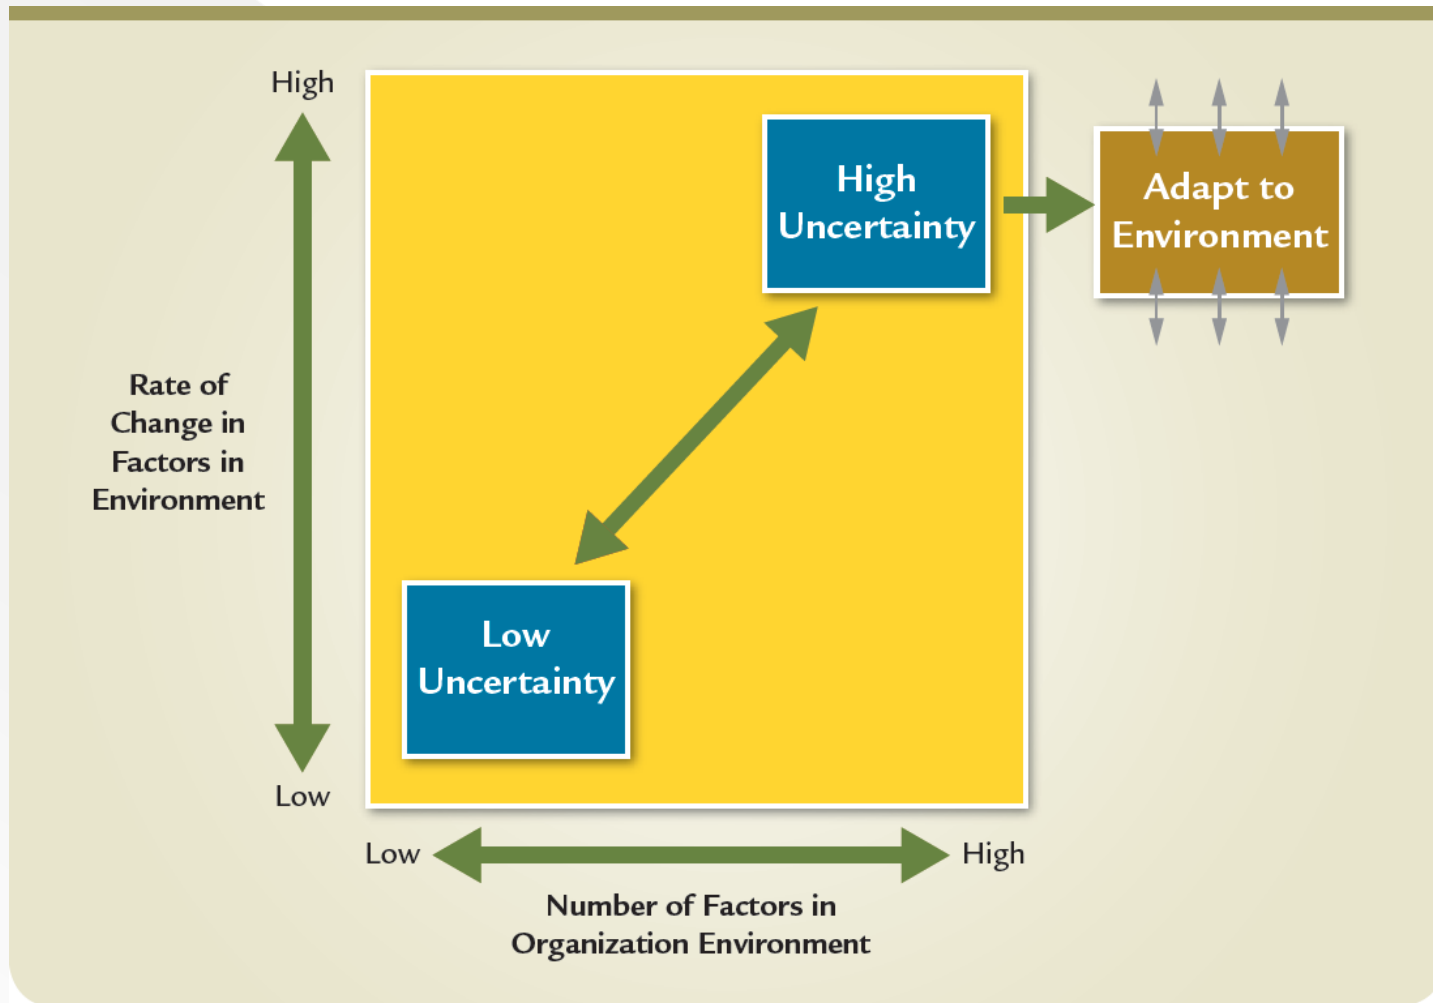 High
High
Uncertainty
Adapt to
Environment
Rate of
Change in
Factors in
Environment
Low
Uncertainty
Low
Low
High
Number of Factors in
Organization Environment